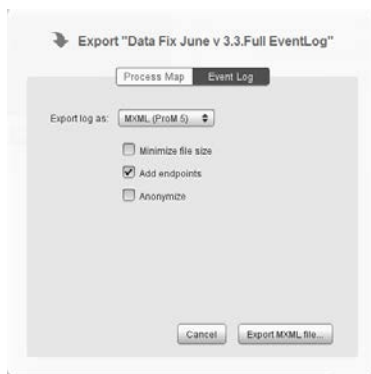 Export "Data Fix June v 3.3.Full EventLog"
Process Map Event Log
Export log as: MXML (ProM 5)
Minimize file size
Add endpoints
Anonymize
Cancel Export MXML file...